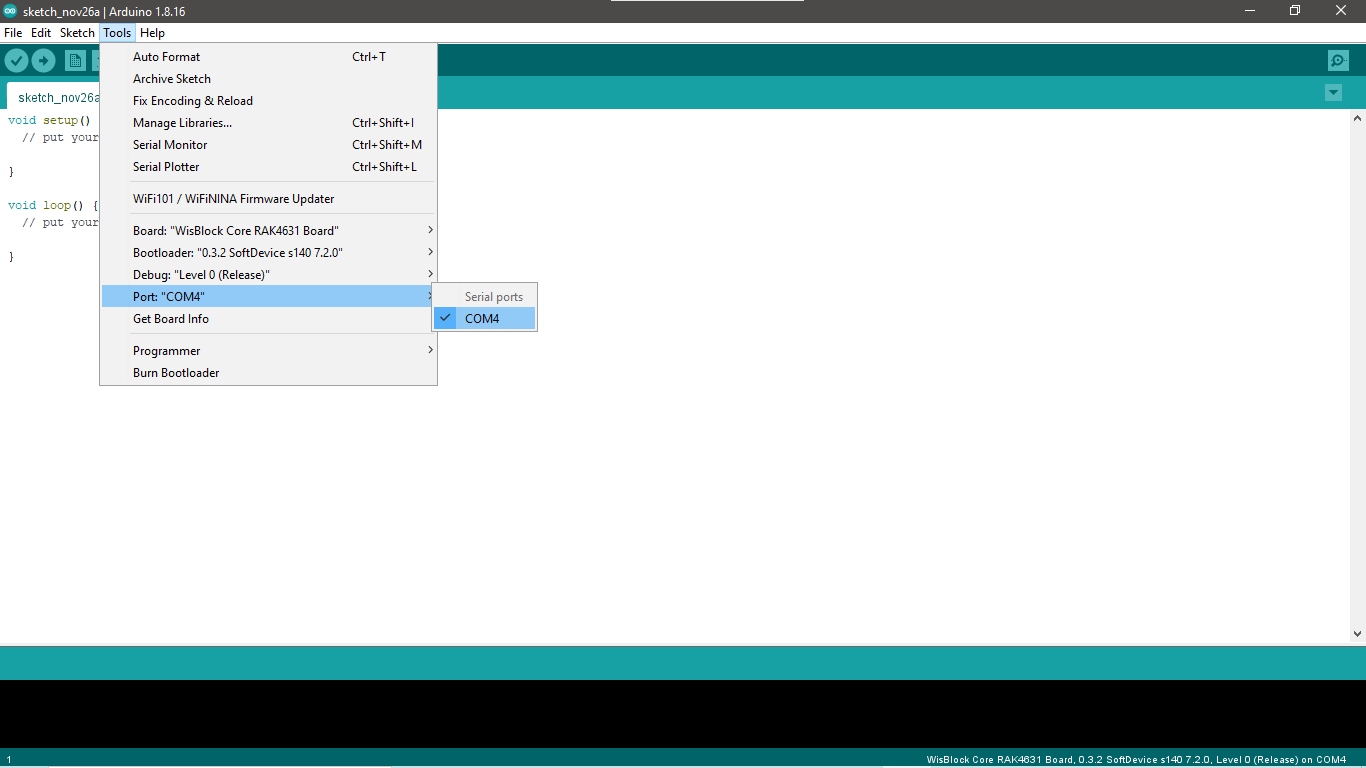 sketch_nov26a | Arduino 1.8.16
File Edit Sketch Tools Help
sketch_nov26a
void setup()
// put your
}
void loop() {
// put your
}
Auto Format Ctrl+T
Archive Sketch
Fix Encoding & Reload
Manage Libraries... Ctrl+Shift+I
Serial Monitor Ctrl+Shift+M
Serial Plotter Ctrl+Shift+L
WiFi101 / WiFiNINA Firmware Updater
Board: "WisBlock Core RAK4631 Board"
Bootloader: "0.3.2 SoftDevice s140 7.2.0"
Debug: "Level 0 (Release)"
Port: "COM4"
Get Board Info
Programmer
Burn Bootloader
Serial ports
COM4
1 WisBlock Core RAK4631 Board, 0.3.2 SoftDevice s140 7.2.0, Level 0 (Release) on COM4